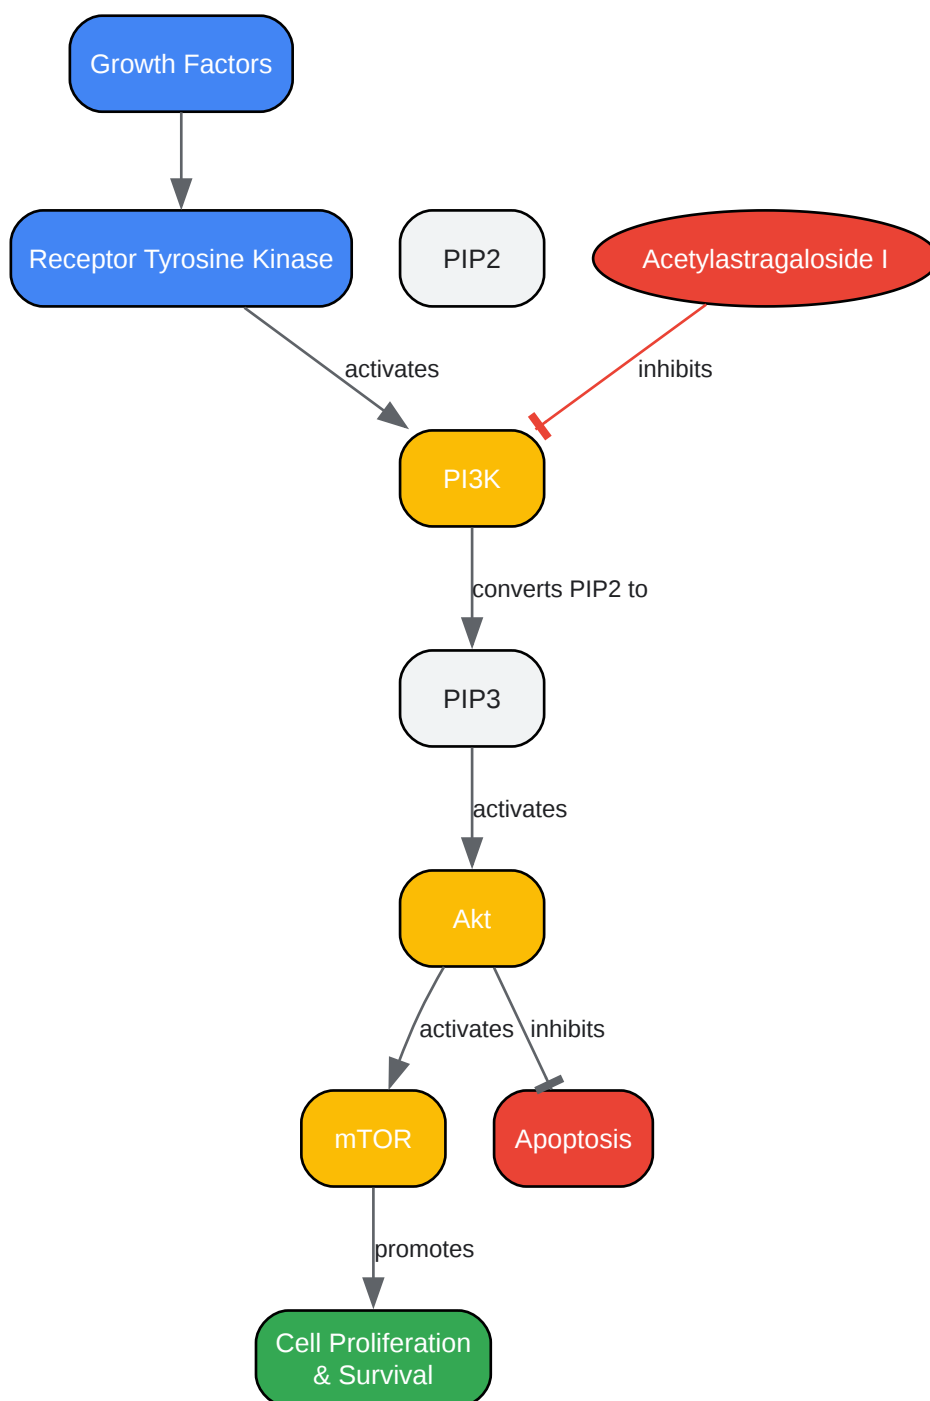 Growth Factors
Receptor Tyrosine Kinase
PIP2
Acetylastragaloside I
activates
inhibits
PI3K
converts PIP2 to
PIP3
activates
Akt
activates
inhibits
mTOR
Apoptosis
promotes
Cell Proliferation
& Survival